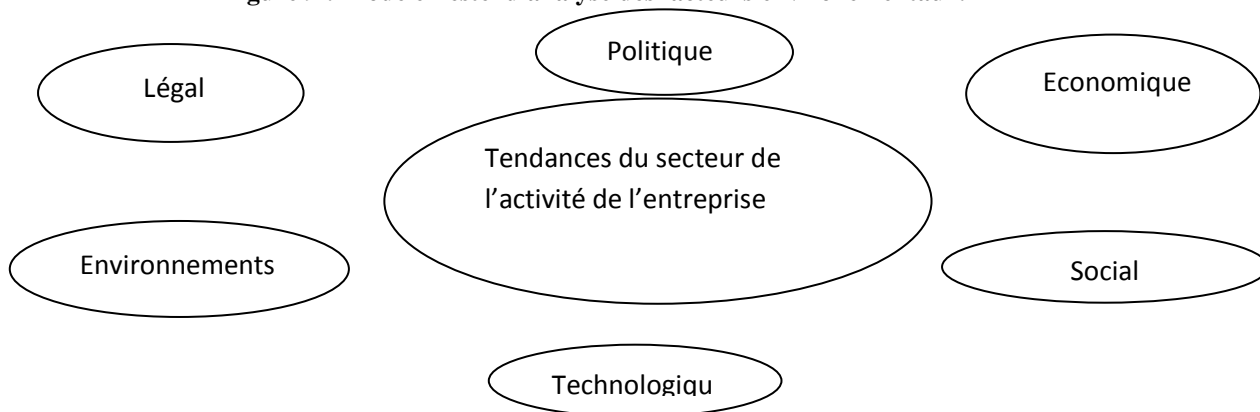 Politique
Légal
Economique
Tendances du secteur de
l’activité de l’entreprise
Environnements
Social
Technologiqu